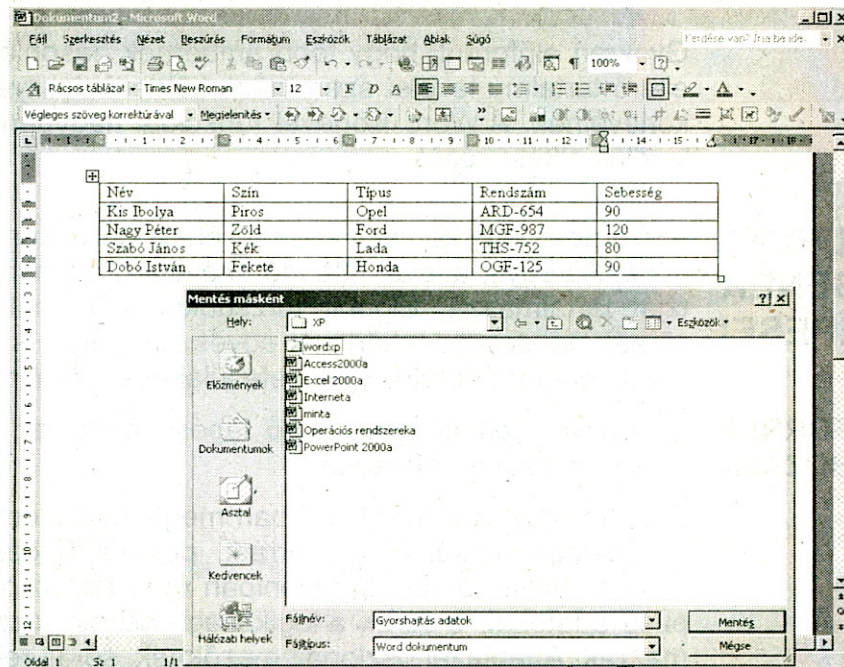 Dokumentum2 - Microsoft Word
Fájl Szerkesztés Nézet Beszúrás Formátum Eszközök Táblázat Ablak Súgó
100%
Rácsos táblázat Times New Roman 12 F D A
Végleges szöveg korrektúrával Megjelenítés
Név Szín Típus Rendszám Sebesség
Kis Ibolya Piros Opel ARD-654 90
Nagy Péter Zöld Ford MGF-987 120
Szabó János Kék Lada THS-752 80
Dobó István Fekete Honda OGF-125 90
Mentés másként
Hely: XP Eszközök
wordxp
Access2000a
Excel 2000a
Interneta
minta
Operációs rendszereka
PowerPoint 2000a
Előzmények
Dokumentumok
Asztal
Kedvencek
Hálózati helyek
Fájlnév: Gyorshajtás adatok Mentés
Fájltípus: Word dokumentum Mégse
Oldal 1 Sz 1 1/1